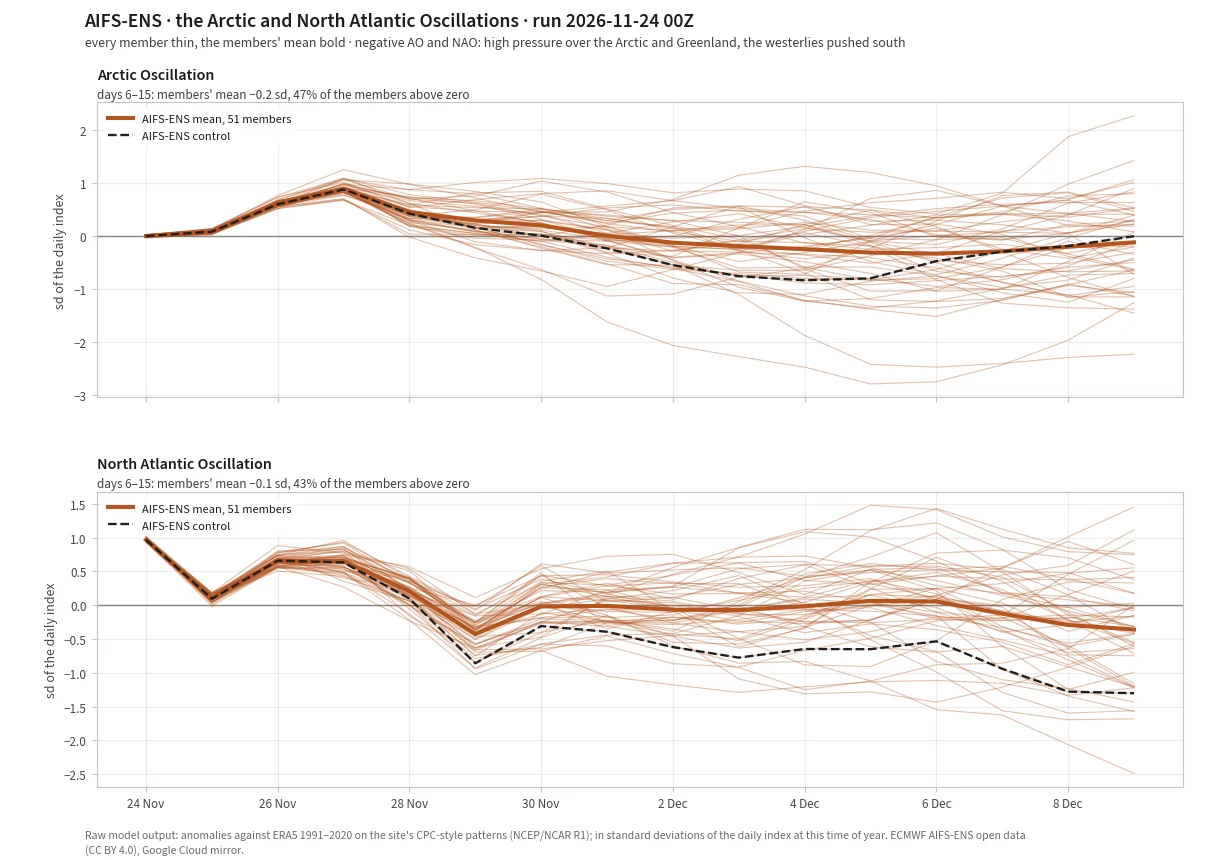 AIFS-ENS · the Arctic and North Atlantic Oscillations · run 2026-11-24 00Z
every member thin, the members' mean bold · negative AO and NAO: high pressure over the Arctic and Greenland, the westerlies pushed south
Arctic Oscillation
days 6–15: members' mean −0.2 sd, 47% of the members above zero
AIFS-ENS mean, 51 members
AIFS-ENS control
sd of the daily index
2
1
0
−1
−2
−3
North Atlantic Oscillation
days 6–15: members' mean −0.1 sd, 43% of the members above zero
AIFS-ENS mean, 51 members
AIFS-ENS control
sd of the daily index
1.5
1.0
0.5
0.0
−0.5
−1.0
−1.5
−2.0
−2.5
24 Nov 26 Nov 28 Nov 30 Nov 2 Dec 4 Dec 6 Dec 8 Dec
Raw model output: anomalies against ERA5 1991–2020 on the site's CPC-style patterns (NCEP/NCAR R1); in standard deviations of the daily index at this time of year. ECMWF AIFS-ENS open data
(CC BY 4.0), Google Cloud mirror.